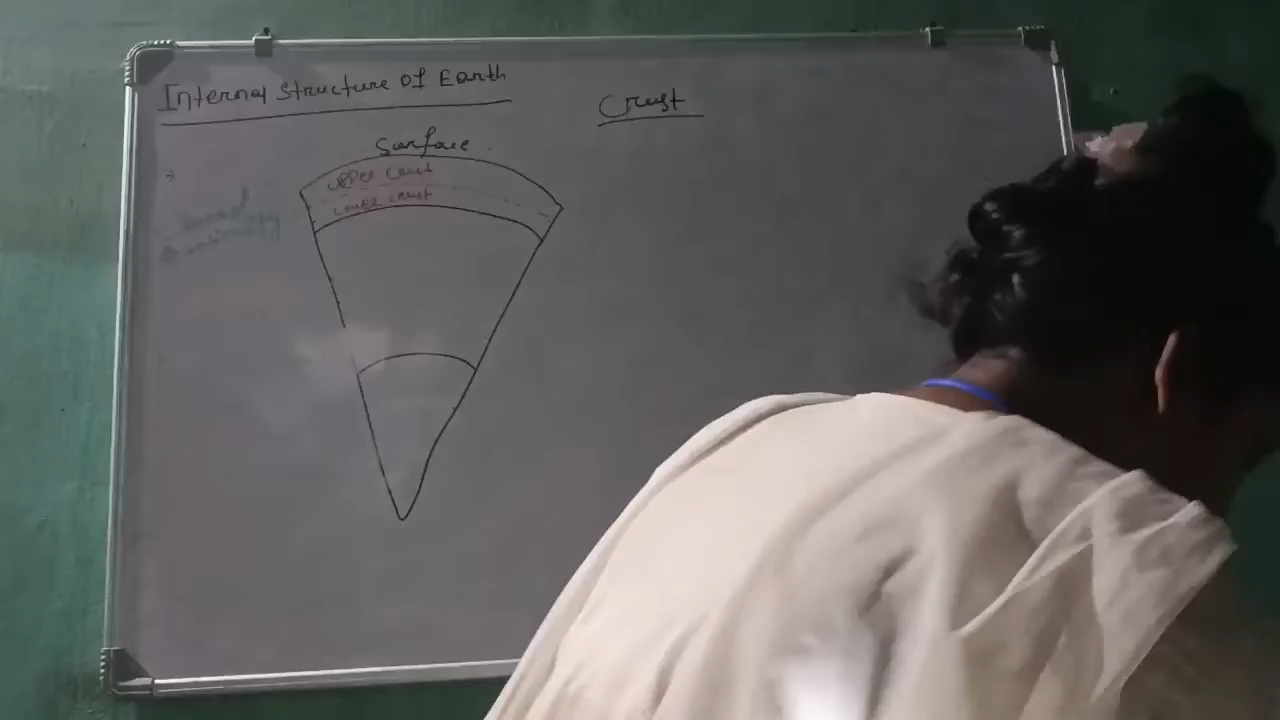 Internal Structure Of Earth
Crust
Surface
Upper Crust
Lower Crust